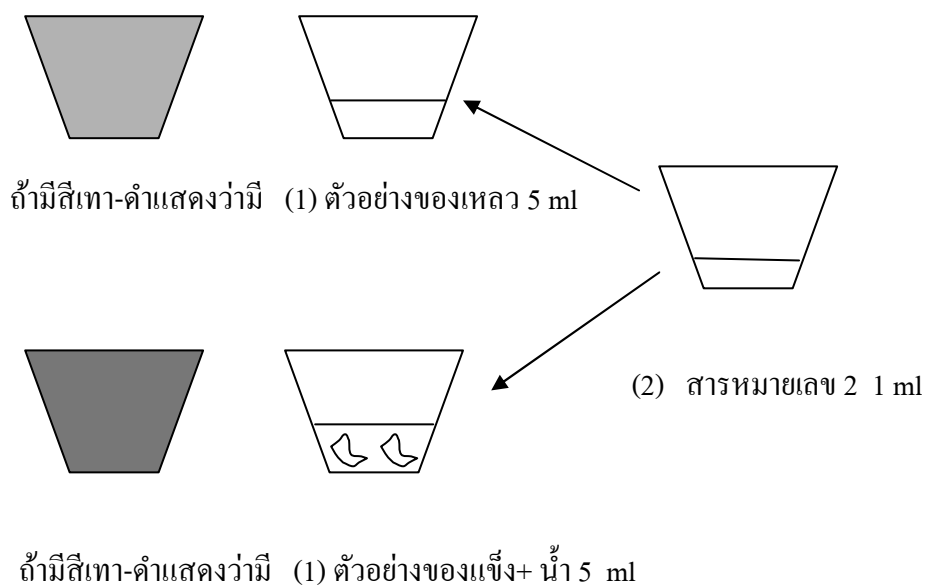 ถ้ามีสีเทา-ดำแสดงว่ามี (1) ตัวอย่างของเหลว 5 ml
(2) สารหมายเลข 2 1 ml
ถ้ามีสีเทา-ดำแสดงว่ามี (1) ตัวอย่างของแข็ง+ น้ำ 5 ml